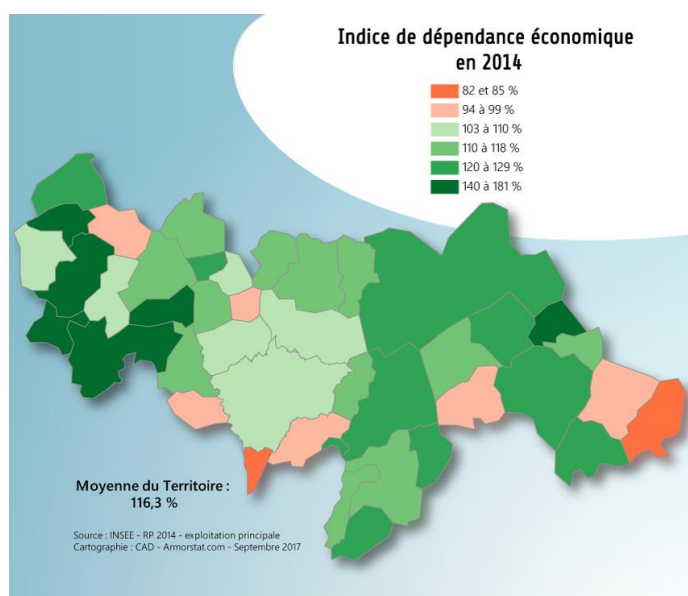 Indice de dépendance économique
en 2014
82 et 85 %
94 à 99 %
103 à 110 %
110 à 118 %
120 à 129 %
140 à 181 %
Moyenne du Territoire :
116,3 %
Source : INSEE - RP 2014 - exploitation principale
Cartographie : CAD - Armorstat.com - Septembre 2017